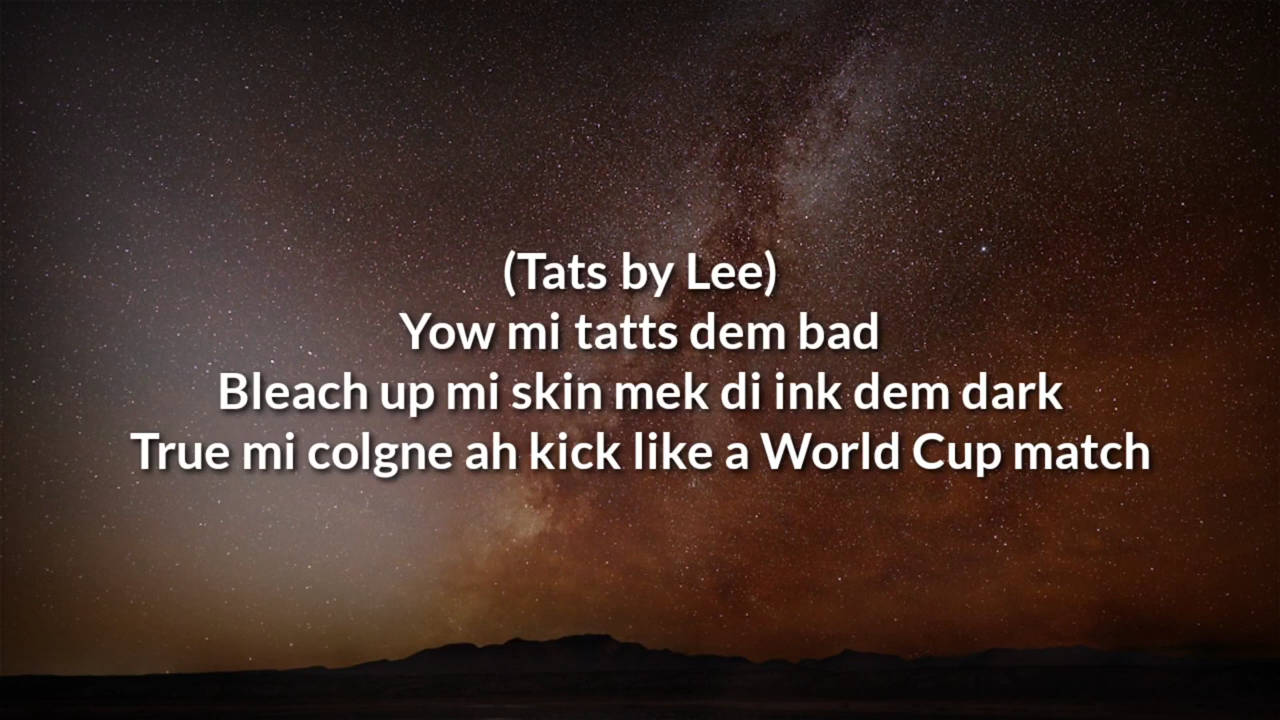 (Tats by Lee)
Yow mi tatts dem bad
Bleach up mi skin mek di ink dem dark
True mi colgne ah kick like a World Cup match